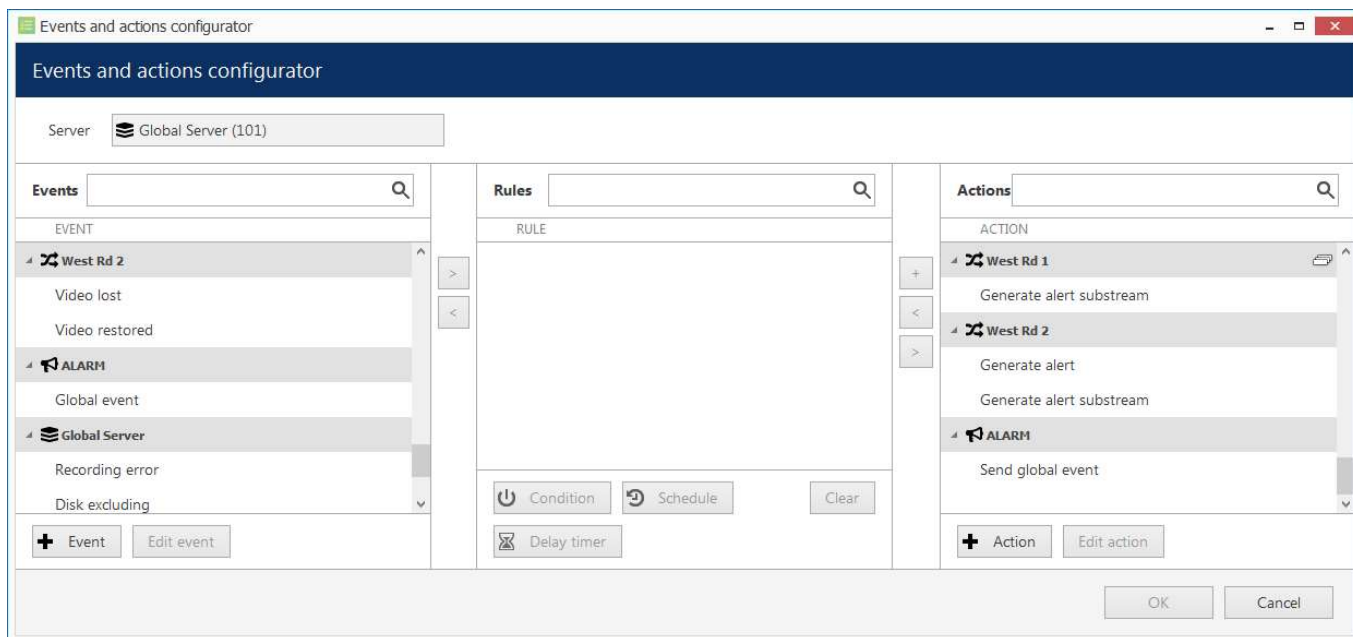 Events and actions configurator
Events and actions configurator
Server Global Server (101)
Events
EVENT
West Rd 2
Video lost
Video restored
ALARM
Global event
Global Server
Recording error
Disk excluding
+ Event Edit event
> 
<
Rules
RULE
Condition Schedule Clear
Delay timer
+
<
>
Actions
ACTION
West Rd 1
Generate alert substream
West Rd 2
Generate alert
Generate alert substream
ALARM
Send global event
+ Action Edit action
OK Cancel